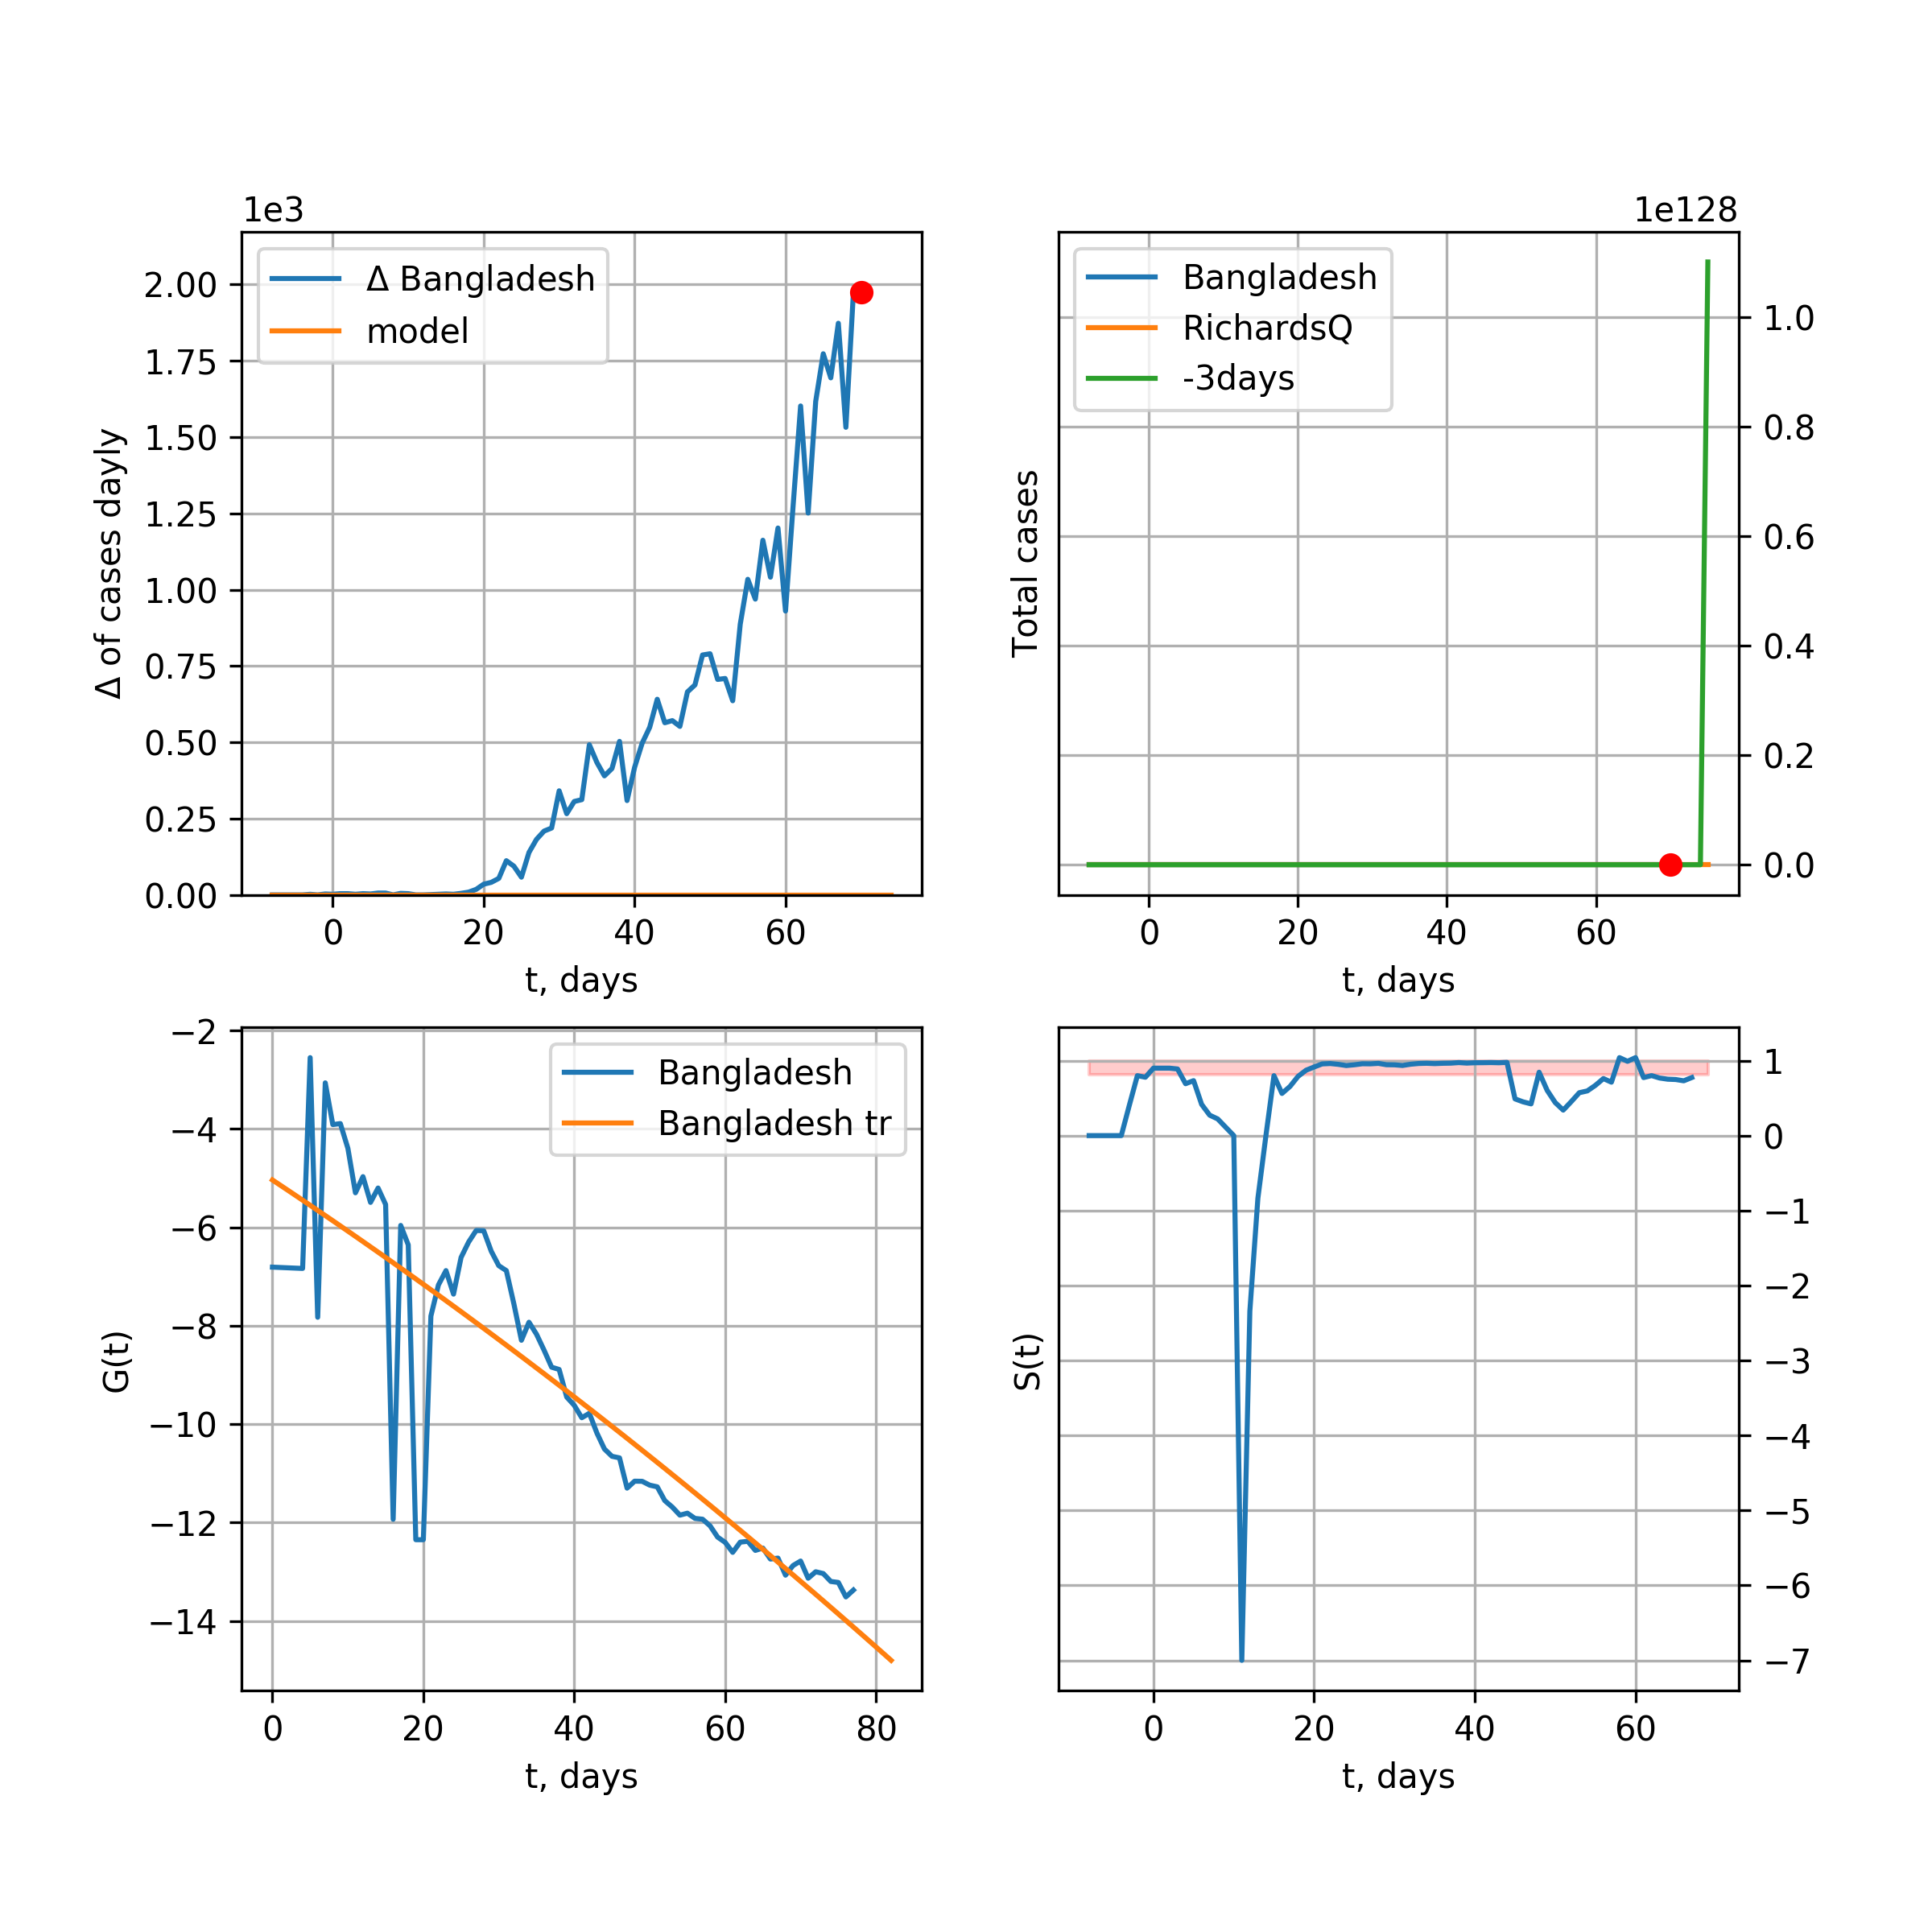 1e3
Δ Bangladesh
model
2.00
1.75
1.50
1.25
1.00
0.75
0.50
0.25
0.00
Δ of cases dayly
0 20 40 60
t, days
1e128
Bangladesh
RichardsQ
-3days
1.0
0.8
0.6
0.4
0.2
0.0
Total cases
0 20 40 60
t, days
Bangladesh
Bangladesh tr
−2
−4
−6
−8
−10
−12
−14
G(t)
0 20 40 60 80
t, days
1
0
−1
−2
−3
−4
−5
−6
−7
S(t)
0 20 40 60
t, days